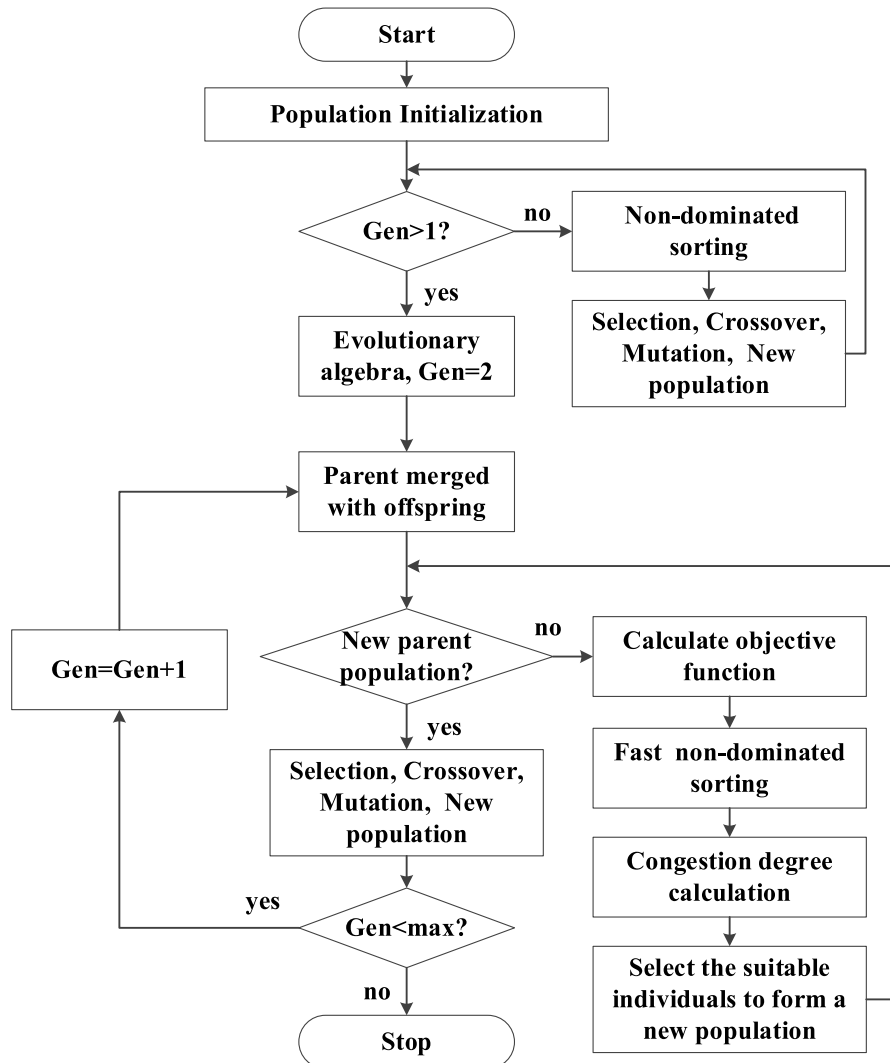 Start
Population Initialization
Gen>1?
no
yes
Non-dominated
sorting
Selection, Crossover,
Mutation, New
population
Evolutionary
algebra, Gen=2
Parent merged
with offspring
New parent
population?
no
yes
Calculate objective
function
Fast non-dominated
sorting
Congestion degree
calculation
Select the suitable
individuals to form a
new population
Selection, Crossover,
Mutation, New
population
Gen<max?
yes
no
Gen=Gen+1
Stop